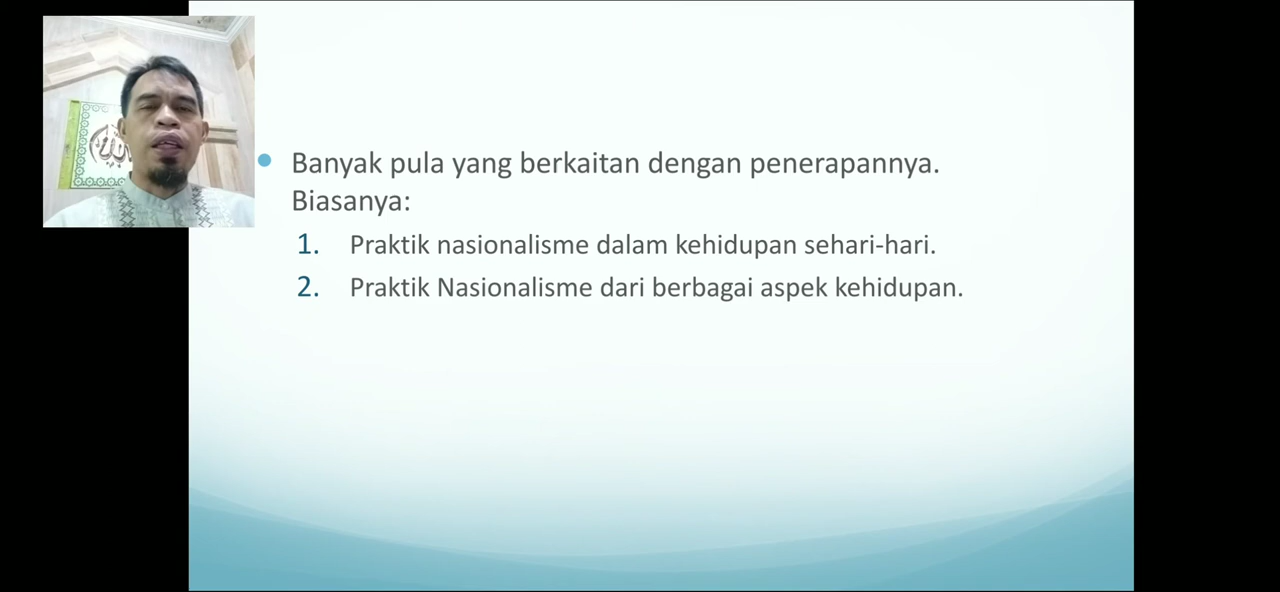 Banyak pula yang berkaitan dengan penerapannya.
Biasanya:
1. Praktik nasionalisme dalam kehidupan sehari-hari.
2. Praktik Nasionalisme dari berbagai aspek kehidupan.